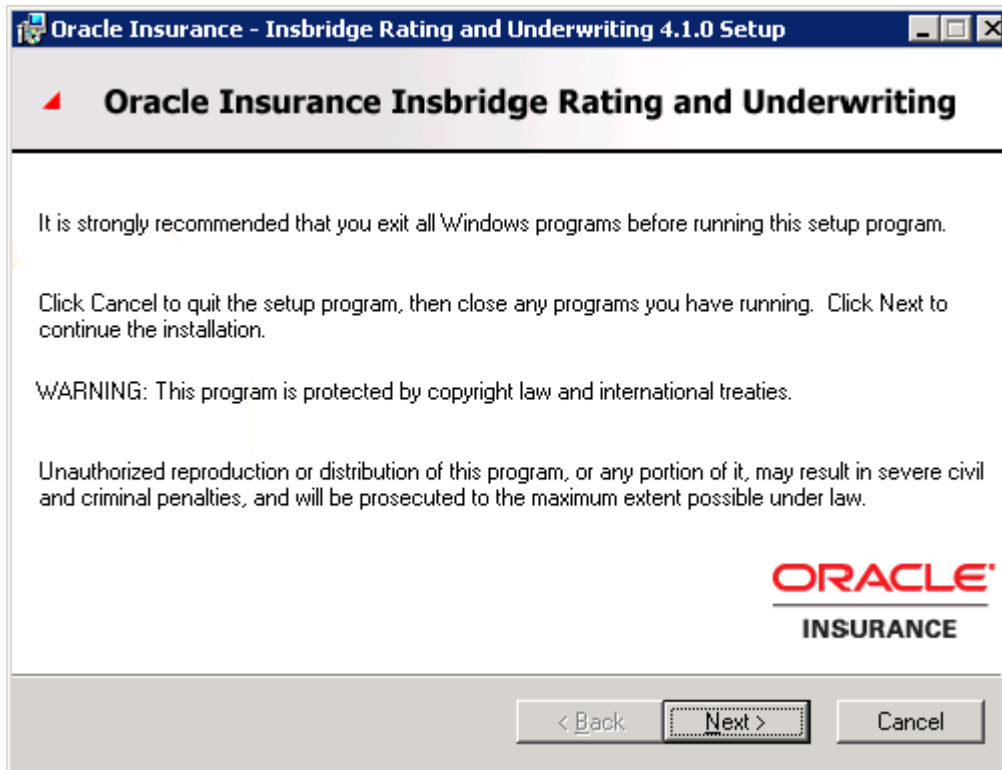 Oracle Insurance - Insbridge Rating and Underwriting 4.1.0 Setup
Oracle Insurance Insbridge Rating and Underwriting
It is strongly recommended that you exit all Windows programs before running this setup program.
Click Cancel to quit the setup program, then close any programs you have running.  Click Next to
continue the installation.
WARNING: This program is protected by copyright law and international treaties.
Unauthorized reproduction or distribution of this program, or any portion of it, may result in severe civil
and criminal penalties, and will be prosecuted to the maximum extent possible under law.
ORACLE
INSURANCE
< Back Next > Cancel